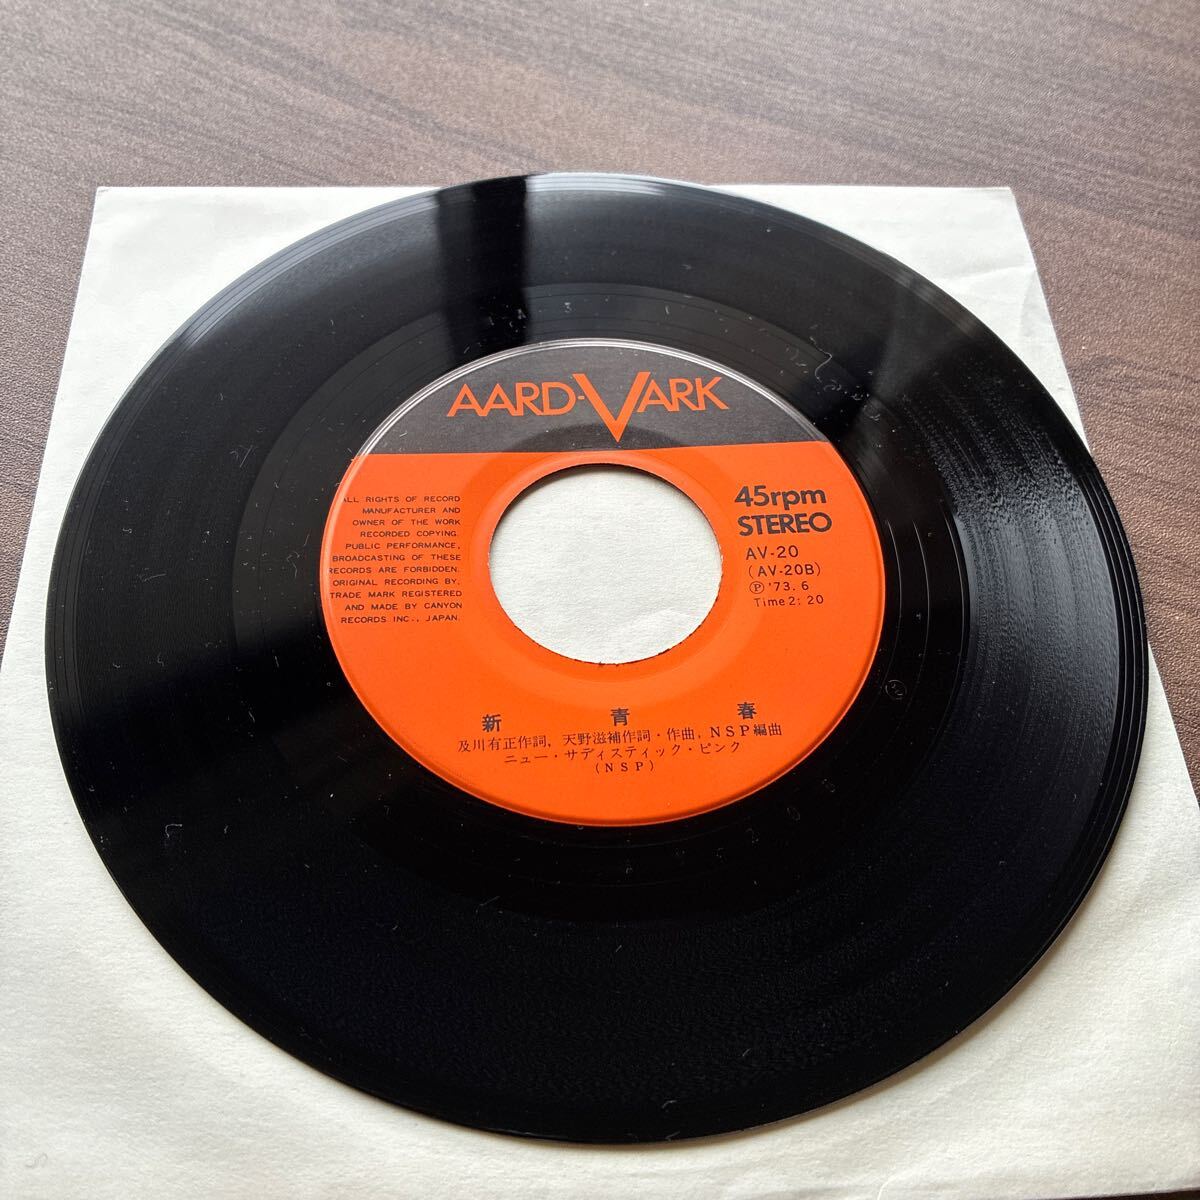 AARD-VARK
ALL RIGHTS OF RECORD
MANUFACTURER AND
OWNER OF THE WORK
RECORDED COPYING.
PUBLIC PERFORMANCE,
BROADCASTING OF THESE
RECORDS ARE FORBIDDEN.
ORIGINAL RECORDING BY,
TRADE MARK REGISTERED
AND MADE BY CANYON
RECORDS INC., JAPAN.
45rpm
STEREO
AV-20
(AV-20B)
Ⓟ '73.6
Time 2:20
新 青 春
及川有正作詞、天野滋補作詞・作曲, NSP編曲
ニュー・サディスティック・ピンク
(NSP)